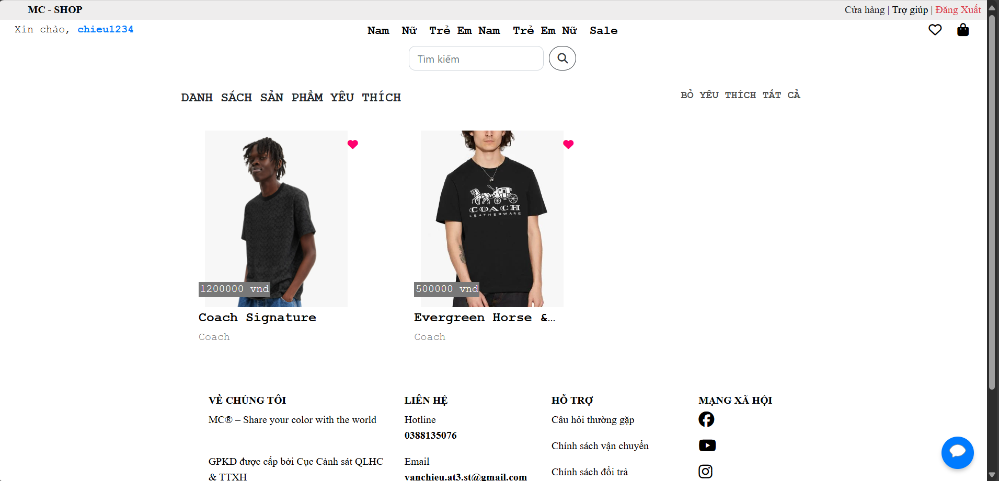 MC - SHOP
Cửa hàng | Trợ giúp | Đăng Xuất
Xin chào, chieu1234
Nam Nữ Trẻ Em Nam Trẻ Em Nữ Sale
Tìm kiếm
DANH SÁCH SẢN PHẨM YÊU THÍCH
BỎ YÊU THÍCH TẤT CẢ
COACH
LEATHERWARE
1200000 vnd
500000 vnd
Coach Signature
Evergreen Horse &...
Coach
Coach
VỀ CHÚNG TÔI
MC® – Share your color with the world
GPKD được cấp bởi Cục Cảnh sát QLHC
& TTXH
LIÊN HỆ
Hotline
0388135076
Email
vanchieu.at3.st@gmail.com
HỖ TRỢ
Câu hỏi thường gặp
Chính sách vận chuyển
Chính sách đổi trả
MẠNG XÃ HỘI